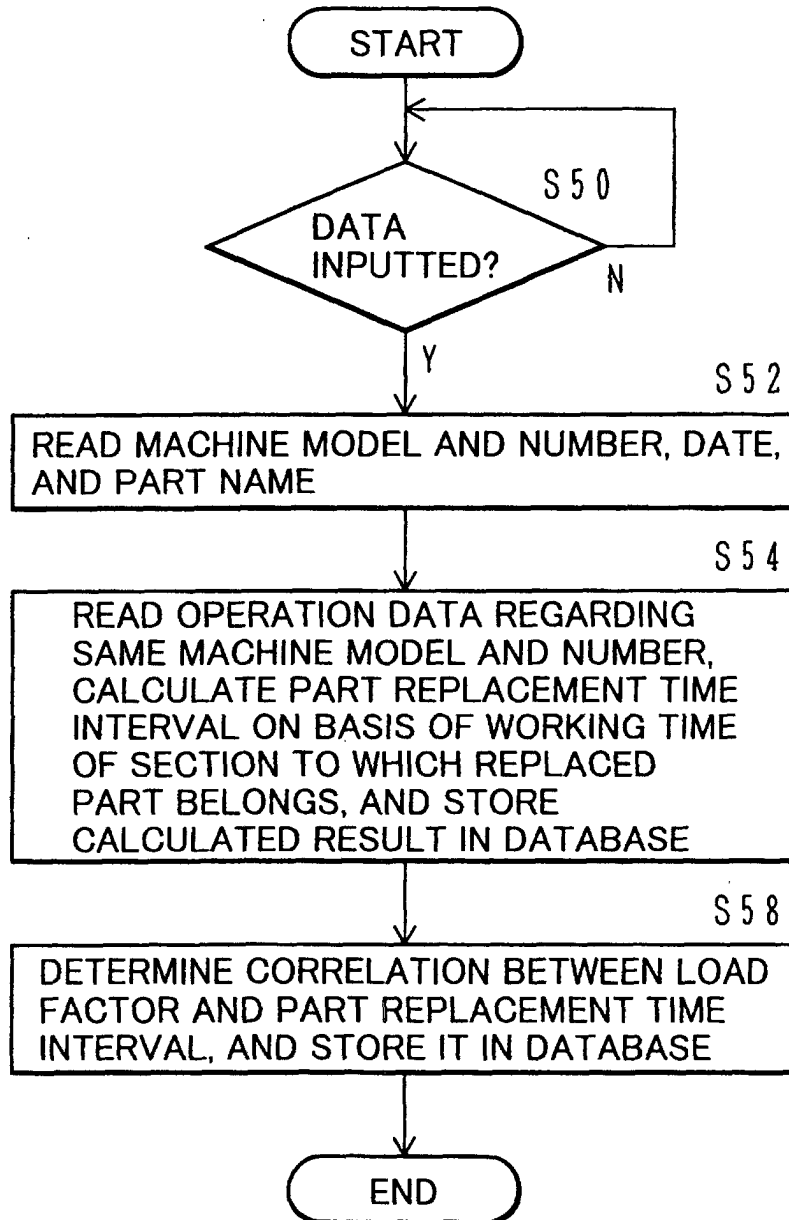 START
S50
DATA
INPUTTED?
N
Y
S52
READ MACHINE MODEL AND NUMBER, DATE,
AND PART NAME
S54
READ OPERATION DATA REGARDING
SAME MACHINE MODEL AND NUMBER,
CALCULATE PART REPLACEMENT TIME
INTERVAL ON BASIS OF WORKING TIME
OF SECTION TO WHICH REPLACED
PART BELONGS, AND STORE
CALCULATED RESULT IN DATABASE
S58
DETERMINE CORRELATION BETWEEN LOAD
FACTOR AND PART REPLACEMENT TIME
INTERVAL, AND STORE IT IN DATABASE
END